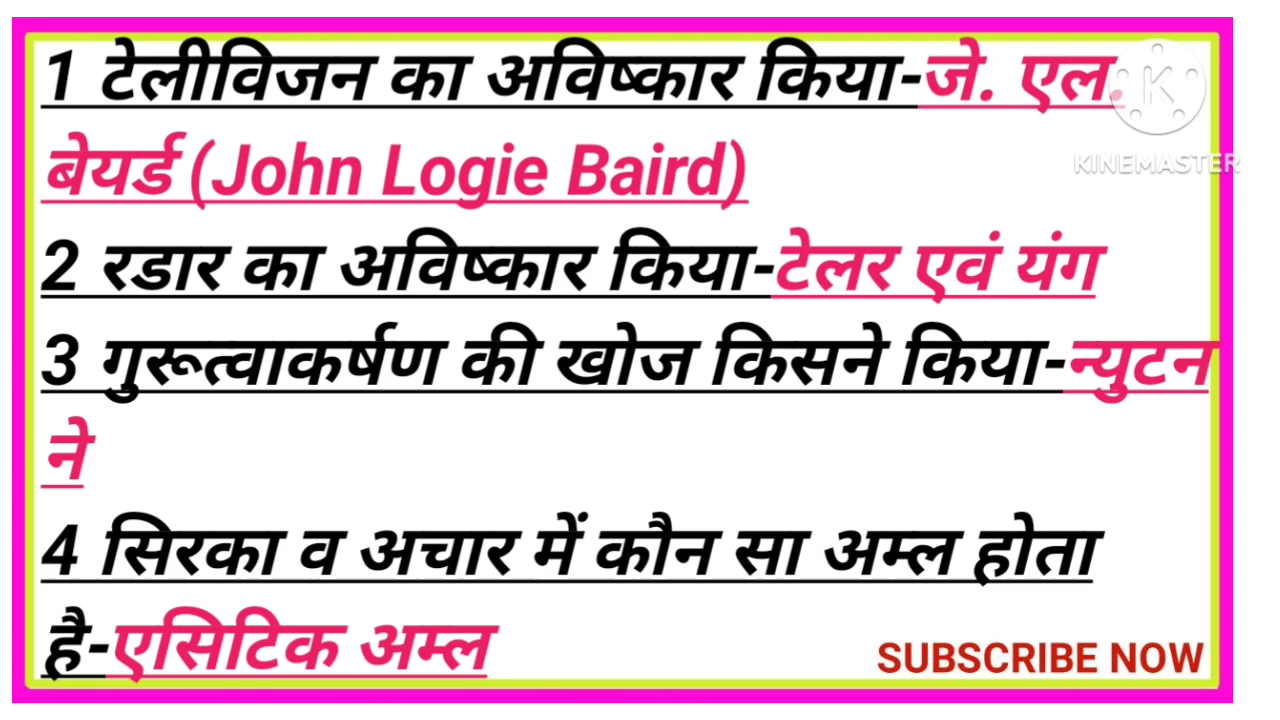 1 टेलीविजन का अविष्कार किया-जे. एल.
बेयर्ड (John Logie Baird)
KINEMASTER
2 रडार का अविष्कार किया-टेलर एवं यंग
3 गुरूत्वाकर्षण की खोज किसने किया-न्युटन
ने
4 सिरका व अचार में कौन सा अम्ल होता
है-एसिटिक अम्ल
SUBSCRIBE NOW